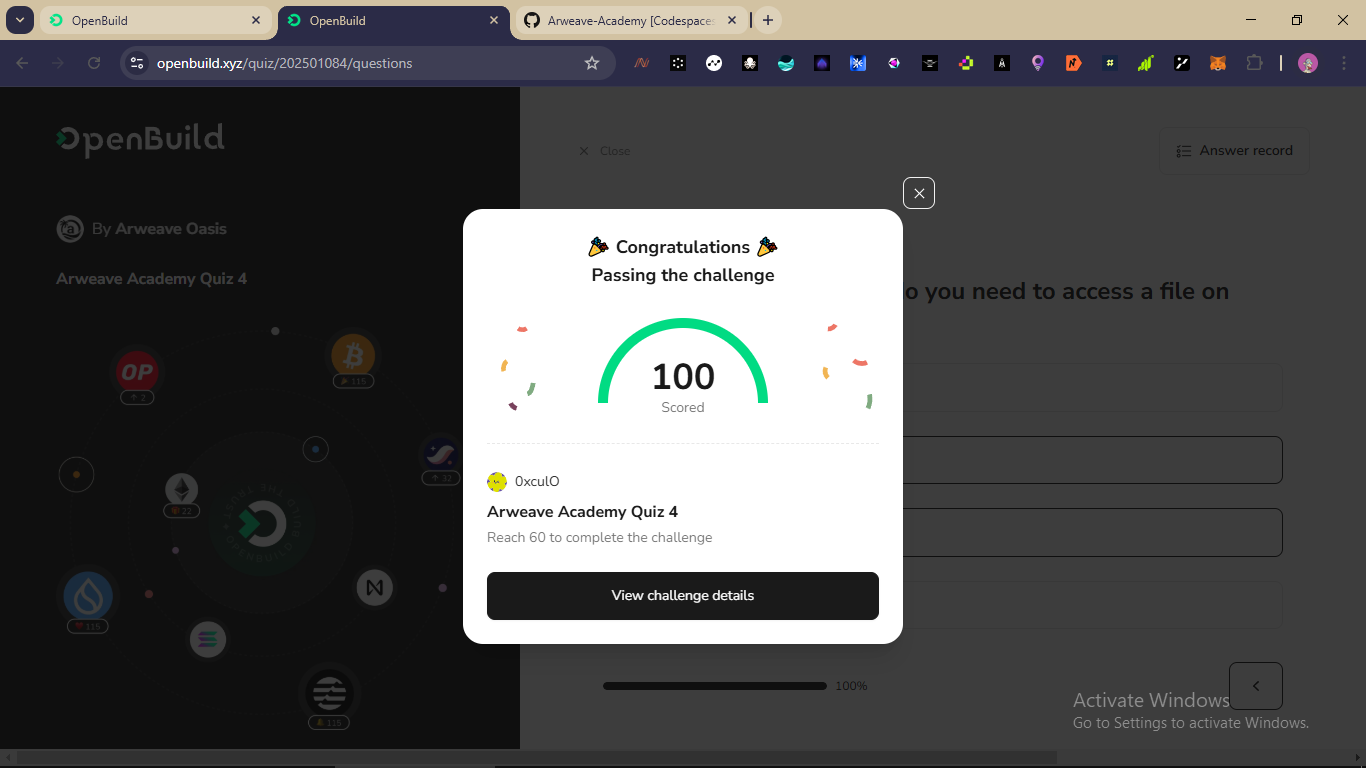 OpenBuild
OpenBuild
Arweave-Academy [Codespaces
openbuild.xyz/quiz/202501084/questions
OpenBuild
Close
Answer record
By Arweave Oasis
Arweave Academy Quiz 4
o you need to access a file on
🎉 Congratulations 🎉
Passing the challenge
100
Scored
0xculO
Arweave Academy Quiz 4
Reach 60 to complete the challenge
View challenge details
OP
2
115
32
22
115
115
100%
Activate Windows
Go to Settings to activate Windows.